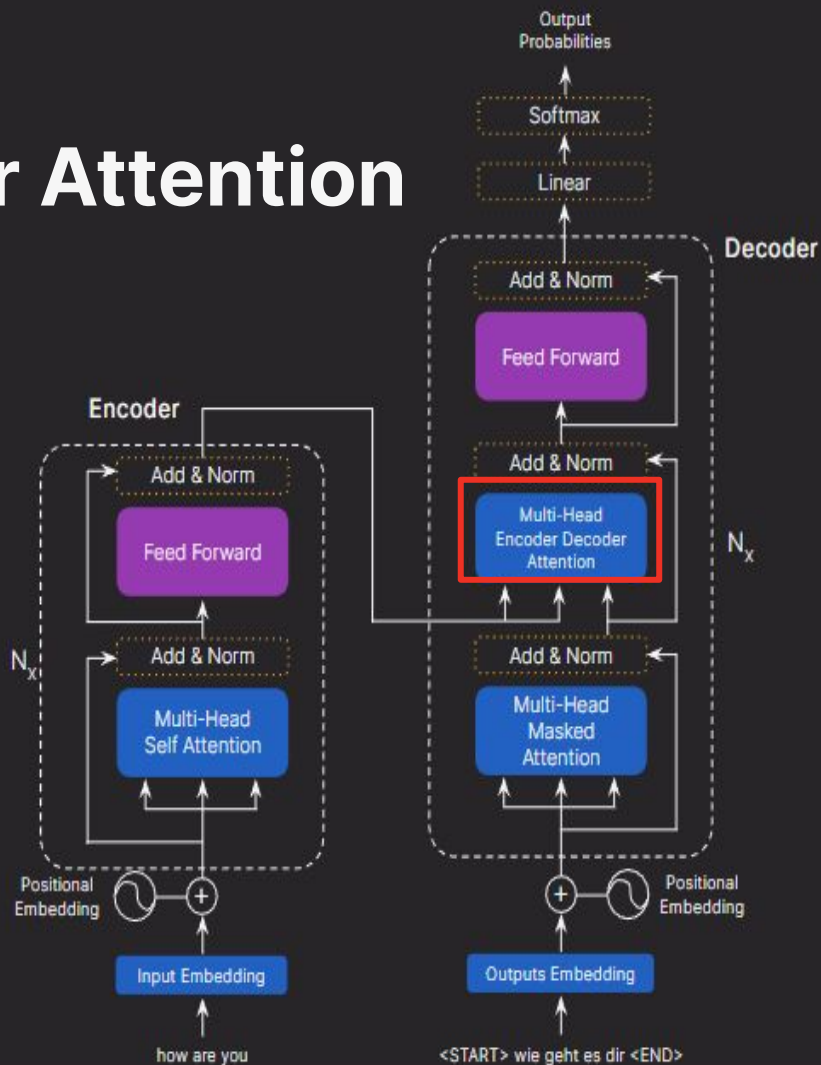 r Attention
Output
Probabilities
Softmax
Linear
Decoder
Add & Norm
Feed Forward
Add & Norm
Multi-Head
Encoder Decoder
Attention
Nx
Add & Norm
Multi-Head
Masked
Attention
+
Positional
Embedding
Outputs Embedding
<START> wie geht es dir <END>
Encoder
Add & Norm
Feed Forward
Nx
Add & Norm
Multi-Head
Self Attention
Positional
Embedding
+
Input Embedding
how are you